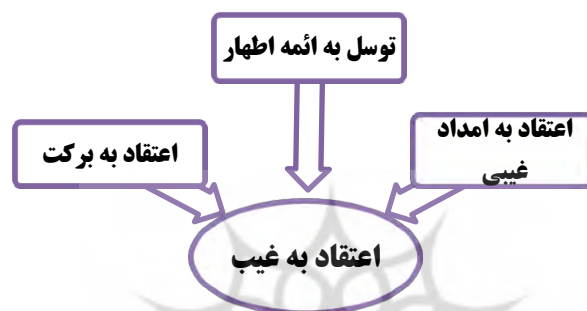 توسل به ائمه اطهار
اعتقاد به امداد
غیبی
اعتقاد به برکت
اعتقاد به غیب